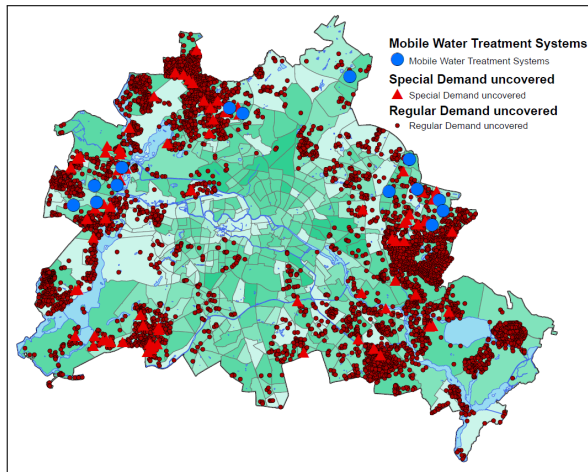 Mobile Water Treatment Systems
Mobile Water Treatment Systems
Special Demand uncovered
Special Demand uncovered
Regular Demand uncovered
Regular Demand uncovered